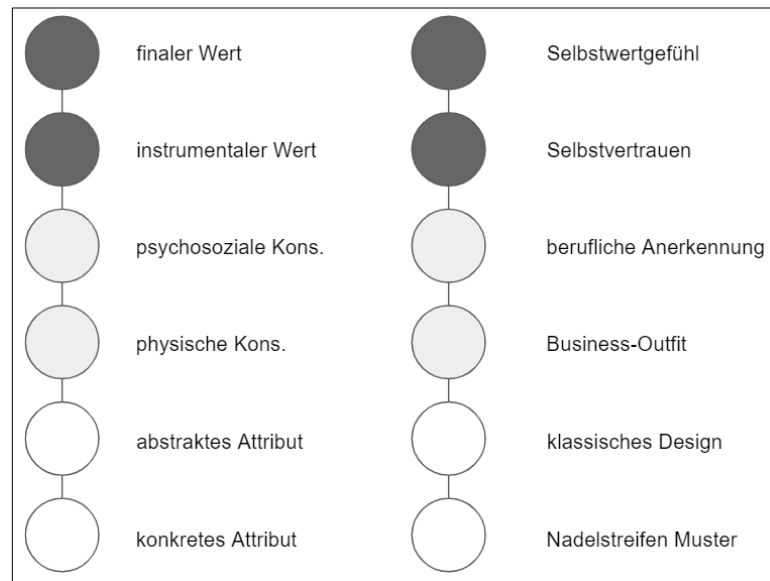 finaler Wert
Selbstwertgefühl
instrumentaler Wert
Selbstvertrauen
psychosoziale Kons.
berufliche Anerkennung
physische Kons.
Business-Outfit
abstraktes Attribut
klassisches Design
konkretes Attribut
Nadelstreifen Muster